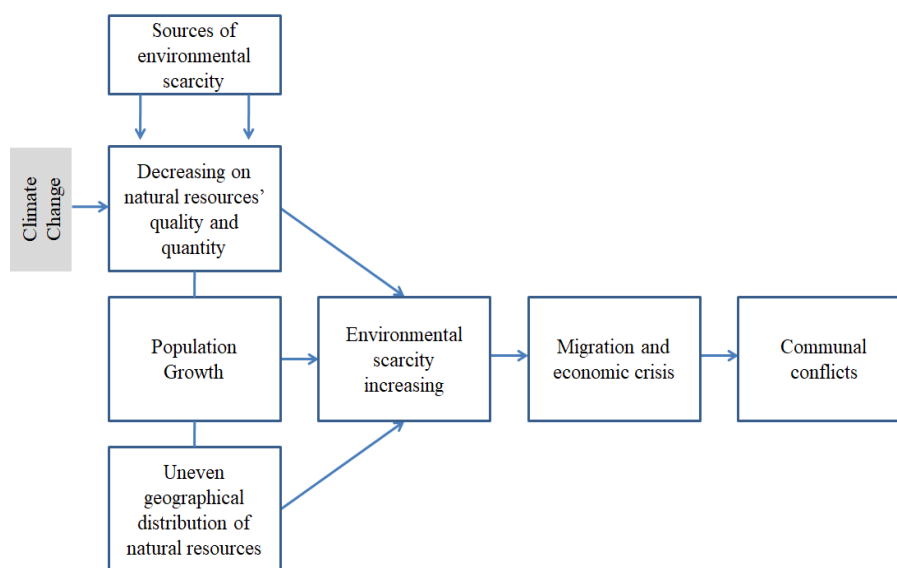 Sources of
environmental
scarcity
Climate
Change
Decreasing on
natural resources’
quality and
quantity
Population
Growth
Environmental
scarcity
increasing
Migration and
economic crisis
Communal
conflicts
Uneven
geographical
distribution of
natural resources